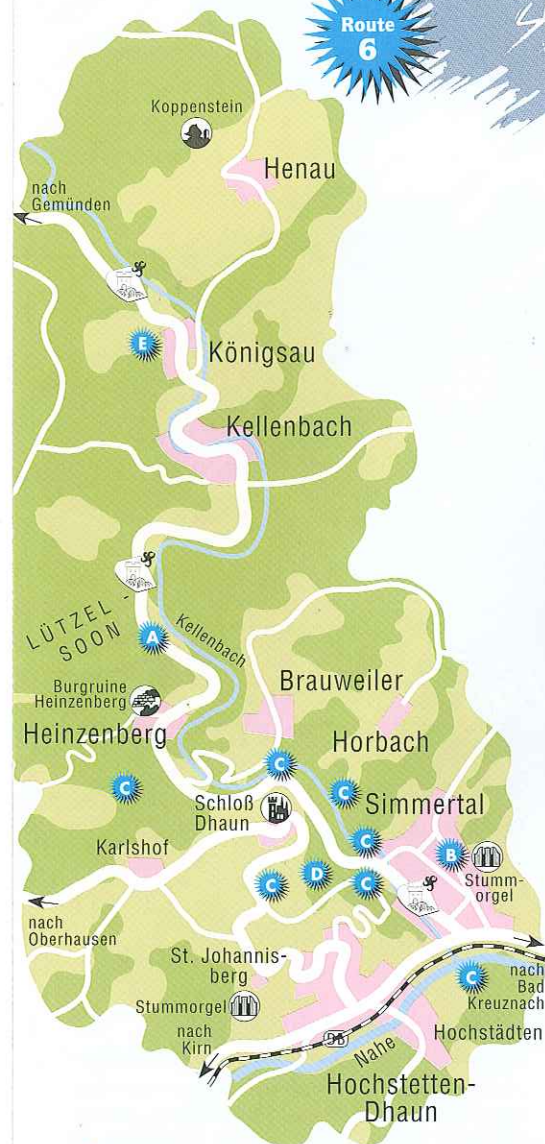 Route
6
Koppenstein
Henau
nach
Gemünden
E
Königsau
Kellenbach
LÜTZEL-
SOON
A
Kellenbach
Burgruine
Heinzenberg
Brauweiler
Heinzenberg
Horbach
C
C
C
Simmertal
Schloß
Dhaun
C
B
Karlshof
Stumm-
orgel
C
D
C
nach
Oberhausen
St. Johannis-
berg
C
nach
Bad
Kreuznach
Stummorgel
nach
Kirn
DB
Nahe
Hochstädten
Hochstetten-
Dhaun